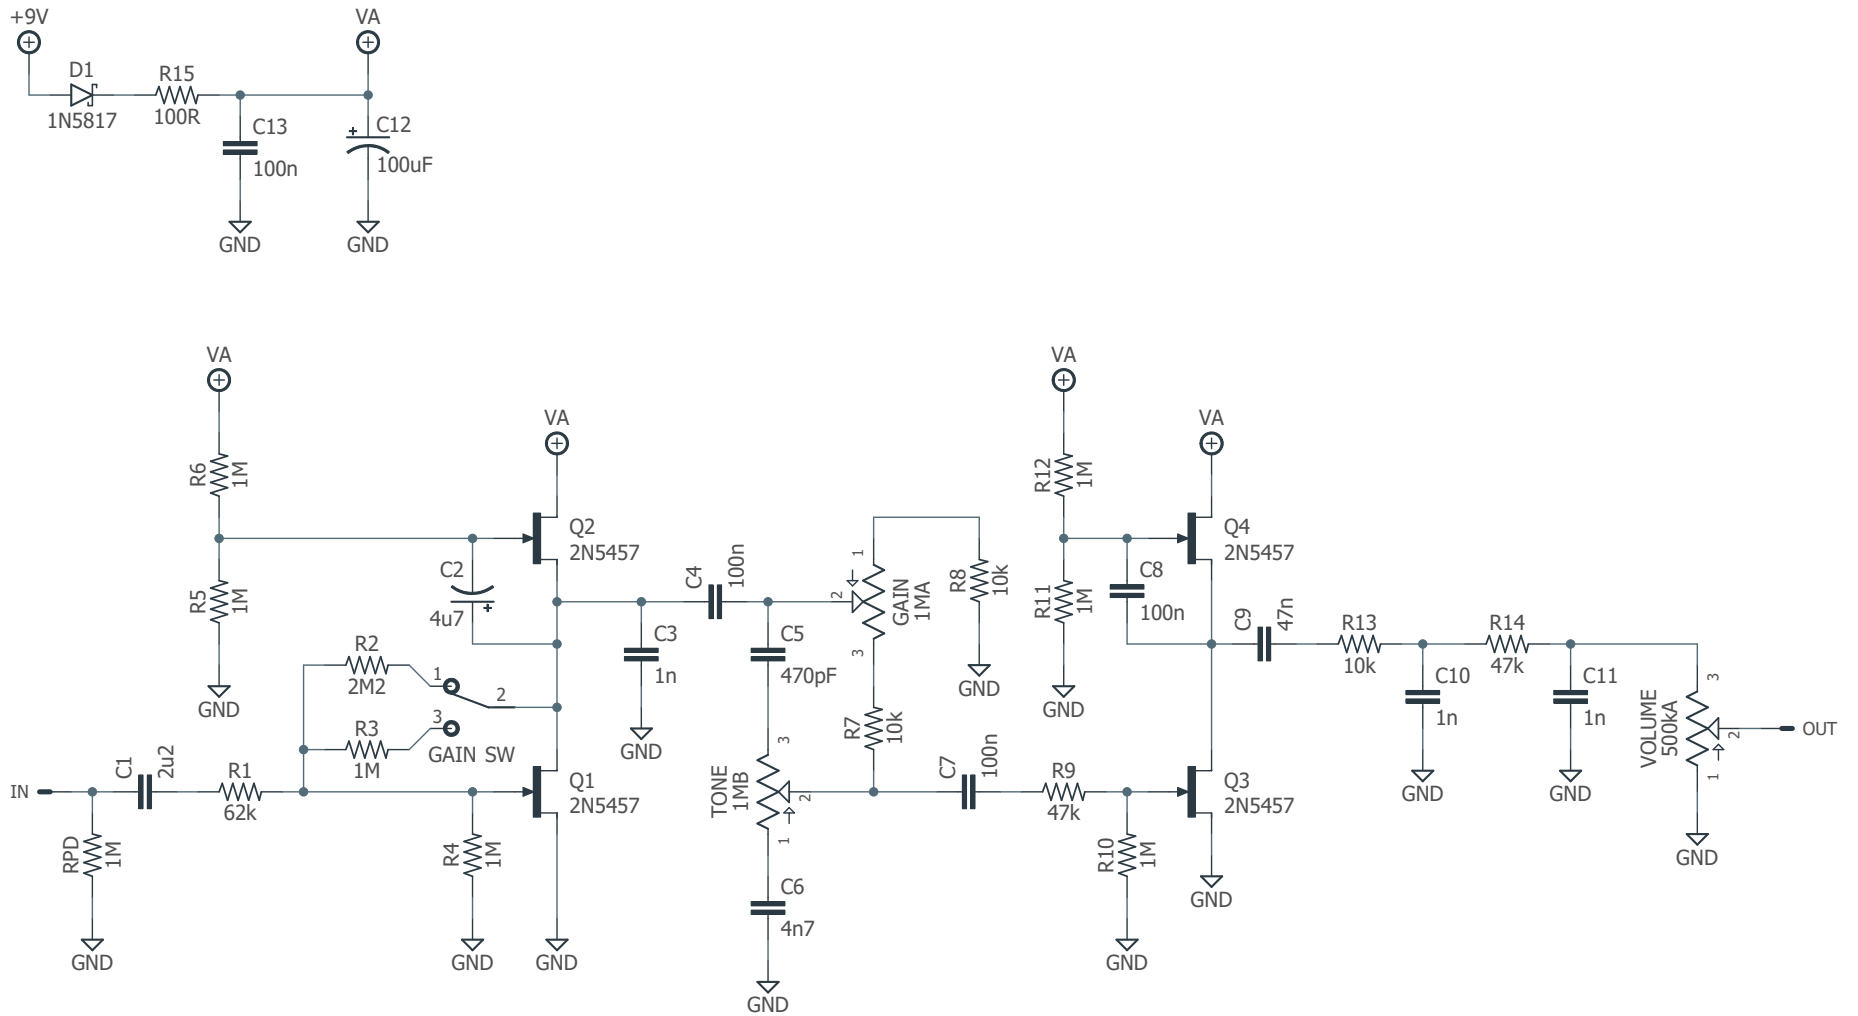 +9V
VA
D1
1N5817
R15
100R
C13
100n
C12
100uF
GND
GND
VA
R6
1M
R5
1M
GND
VA
Q2
2N5457
C2
4u7
R2
2M2
R3
1M
1
2
3
GAIN SW
IN
C1
2u2
R1
62k
RPD
1M
GND
R4
1M
GND
Q1
2N5457
GND
C3
1n
GND
C4
100n
C5
470pF
1
2
3
GAIN
1MA
R8
10k
GND
R7
10k
TONE
1MB
3
2
1
C6
4n7
GND
C7
100n
R9
47k
R10
1M
GND
VA
R12
1M
R11
1M
GND
VA
Q4
2N5457
C8
100n
Q3
2N5457
GND
C9
47n
R13
10k
R14
47k
C10
1n
GND
C11
1n
GND
VOLUME
500kA
3
2
1
GND
OUT